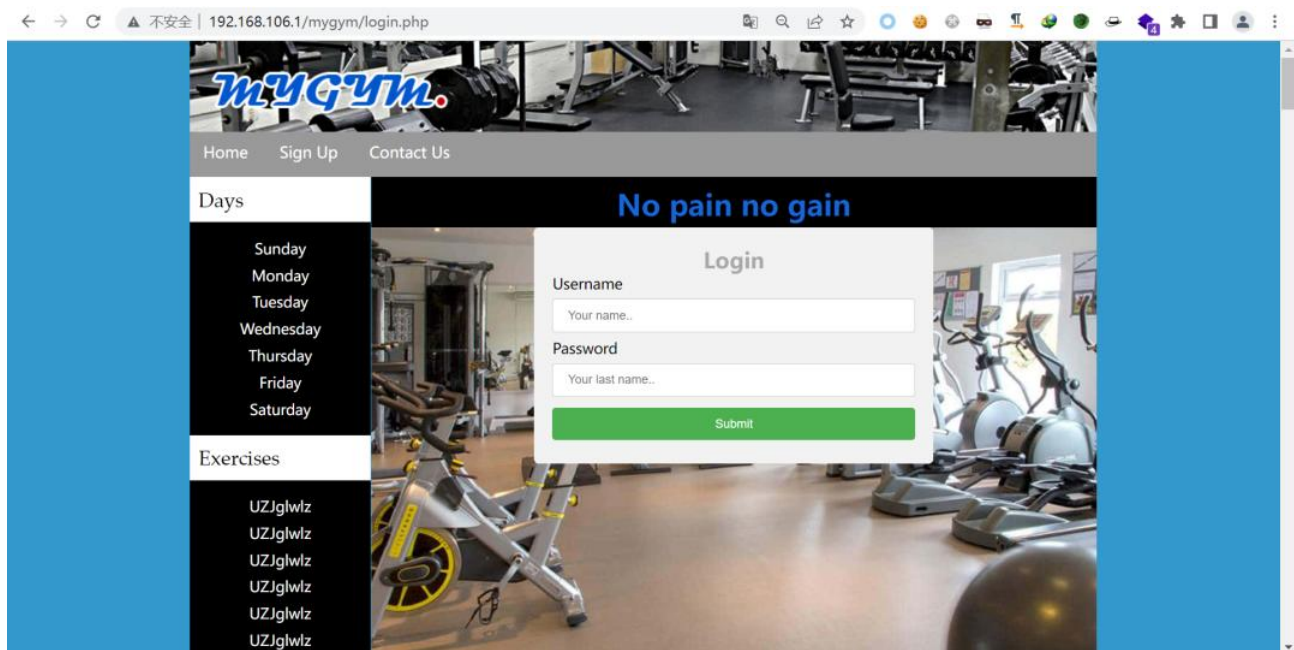 不安全 | 192.168.106.1/mygym/login.php
4
MYGYM.
Home Sign Up Contact Us
Days
Sunday
Monday
Tuesday
Wednesday
Thursday
Friday
Saturday
Exercises
UZJglwlz
UZJglwlz
UZJglwlz
UZJglwlz
UZJglwlz
UZJglwlz
No pain no gain
Login
Username
Your name..
Password
Your last name..
Submit